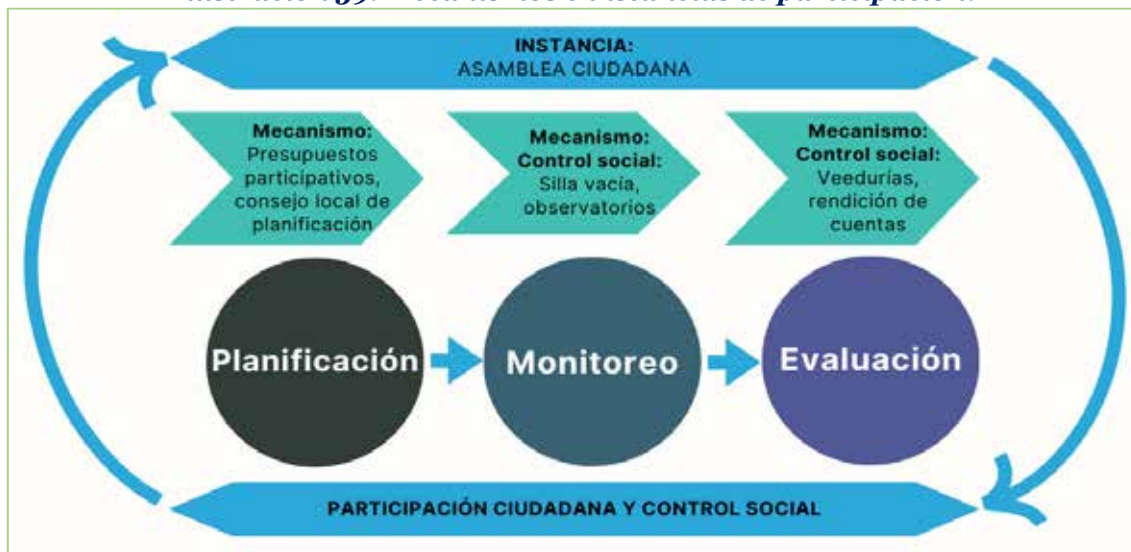 INSTANCIA:
ASAMBLEA CIUDADANA
Mecanismo:
Presupuestos
participativos,
consejo local de
planificación
Mecanismo:
Control social:
Silla vacía,
observatorios
Mecanismo:
Control social:
Veedurías,
rendición de
cuentas
Planificación
Monitoreo
Evaluación
PARTICIPACIÓN CIUDADANA Y CONTROL SOCIAL